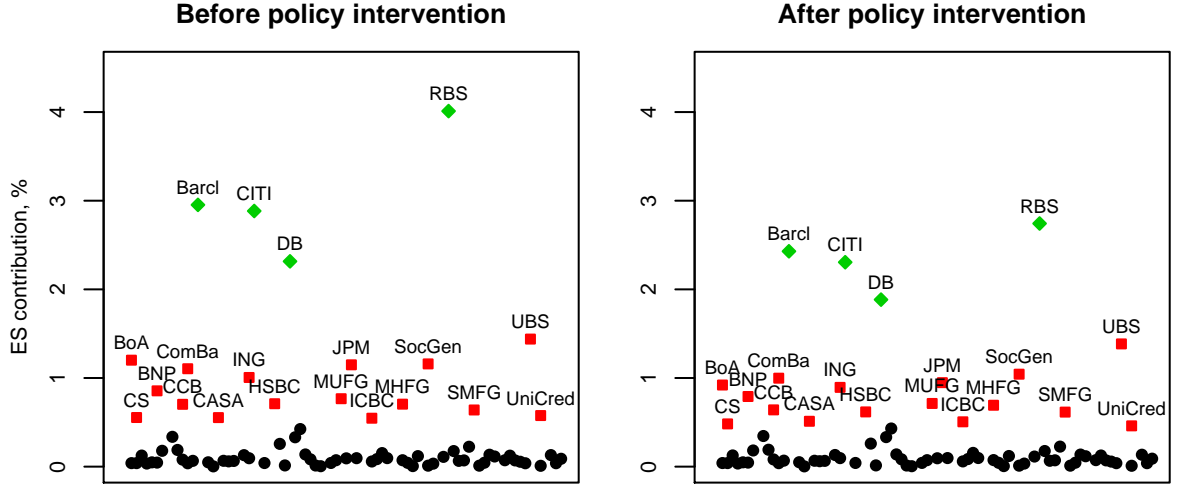 Before policy intervention
ES contribution, %
4
3
2
1
0
RBS
Barcl
CITI
DB
UBS
BoA
ComBa
ING
JPM
SocGen
BNP
CCB
HSBC
MUFG
MHFG
CS
CASA
ICBC
SMFG
UniCred
After policy intervention
4
3
2
1
0
RBS
Barcl
CITI
DB
UBS
BoA
ComBa
ING
JPM
SocGen
BNP
CCB
HSBC
MUFG
MHFG
CS
CASA
ICBC
SMFG
UniCred